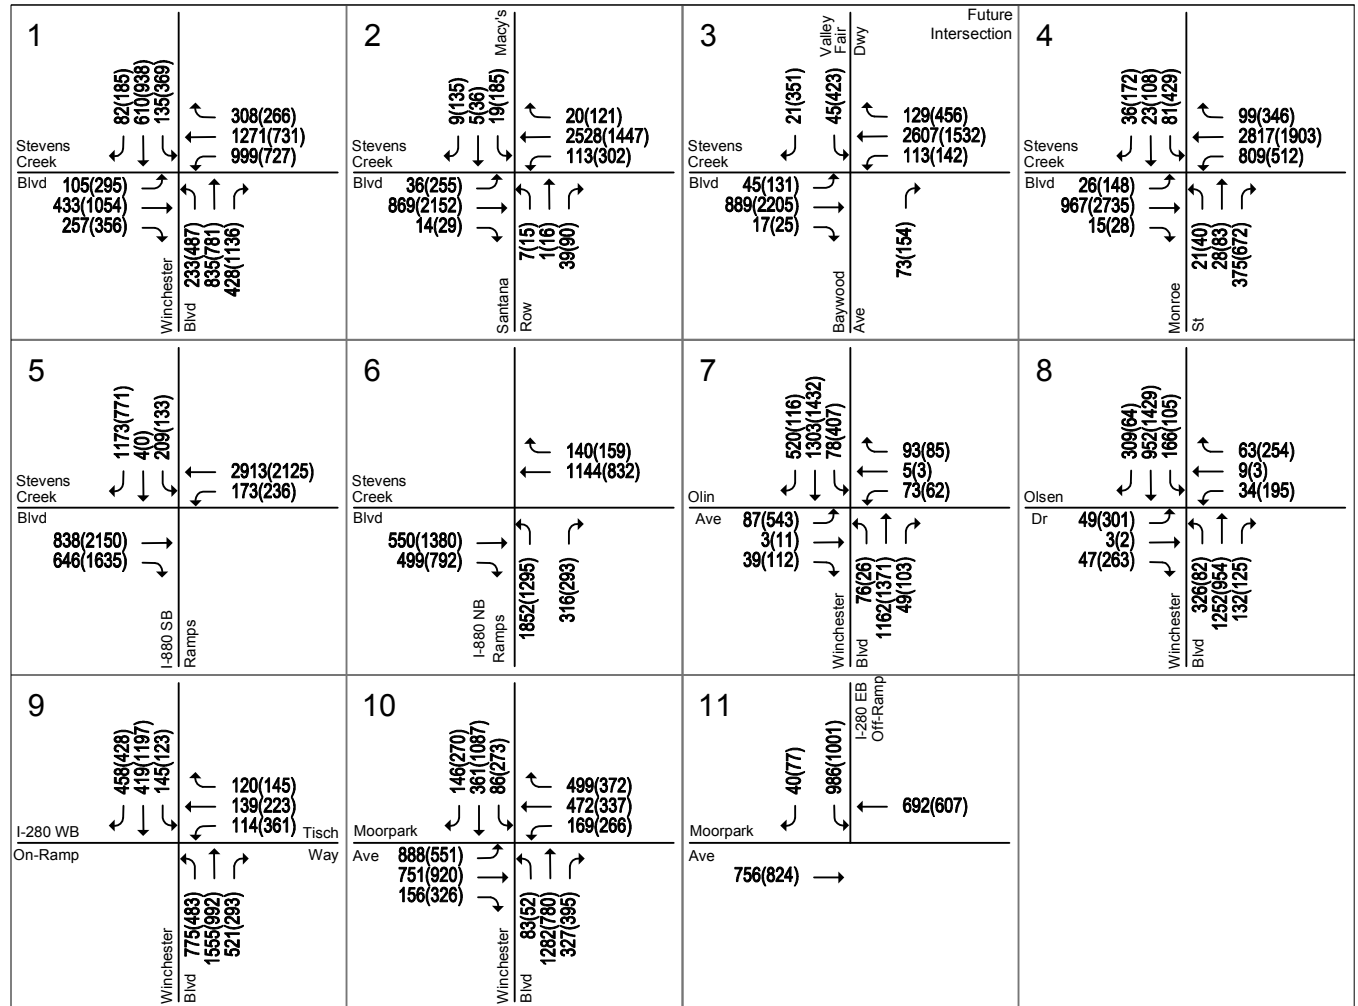 1
82(185)
610(938)
135(369)
308(266)
1271(731)
999(727)
Stevens
Creek
Blvd
105(295)
433(1054)
257(356)
233(487)
835(781)
428(1136)
Winchester
Blvd
2
Macy's
9(135)
5(36)
19(185)
20(121)
2528(1447)
113(302)
Stevens
Creek
Blvd
36(255)
869(2152)
14(29)
7(15)
1(16)
39(90)
Santana
Row
3
Valley
Fair
Dwy
Future
Intersection
21(351)
45(423)
129(456)
2607(1532)
113(142)
Stevens
Creek
Blvd
45(131)
889(2205)
17(25)
73(154)
Baywood
Ave
4
36(172)
23(108)
81(429)
99(346)
2817(1903)
809(512)
Stevens
Creek
Blvd
26(148)
967(2735)
15(28)
21(40)
28(83)
375(672)
Monroe
St
5
1173(771)
4(0)
209(133)
2913(2125)
173(236)
Stevens
Creek
Blvd
838(2150)
646(1635)
I-880 SB
Ramps
6
140(159)
1144(832)
Stevens
Creek
Blvd
550(1380)
499(792)
1852(1295)
316(293)
I-880 NB
Ramps
7
520(116)
1303(1432)
78(407)
93(85)
5(3)
73(62)
Olin
Ave
87(543)
3(11)
39(112)
76(26)
1162(1371)
49(103)
Winchester
Blvd
8
309(64)
952(1429)
166(105)
63(254)
9(3)
34(195)
Olsen
Dr
49(301)
3(2)
47(263)
326(82)
1252(954)
132(125)
Winchester
Blvd
9
458(428)
419(1197)
145(123)
120(145)
139(223)
114(361)
I-280 WB
On-Ramp
Tisch
Way
775(483)
1555(992)
521(293)
Winchester
Blvd
10
146(270)
361(1087)
86(273)
499(372)
472(337)
169(266)
Moorpark
Ave
888(551)
751(920)
156(326)
83(52)
1282(780)
327(395)
Winchester
Blvd
11
I-280 EB
Off-Ramp
40(77)
986(1001)
692(607)
Moorpark
Ave
756(824)